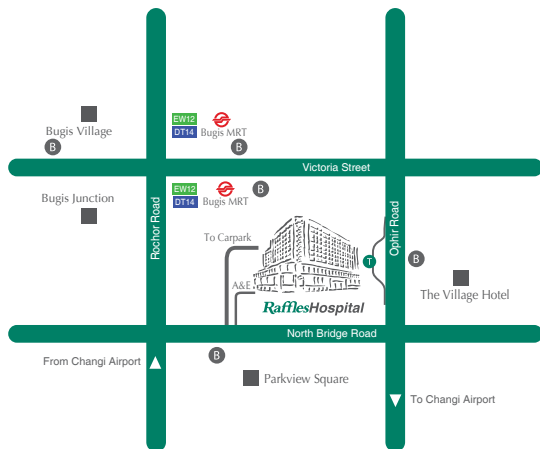 EW12
DT14
Bugis MRT
Bugis Village
B
B
Victoria Street
EW12
DT14
Bugis MRT
B
Bugis Junction
Rochor Road
Ophir Road
To Carpark
A&E
T
B
The Village Hotel
RafflesHospital
North Bridge Road
B
From Changi Airport
Parkview Square
To Changi Airport